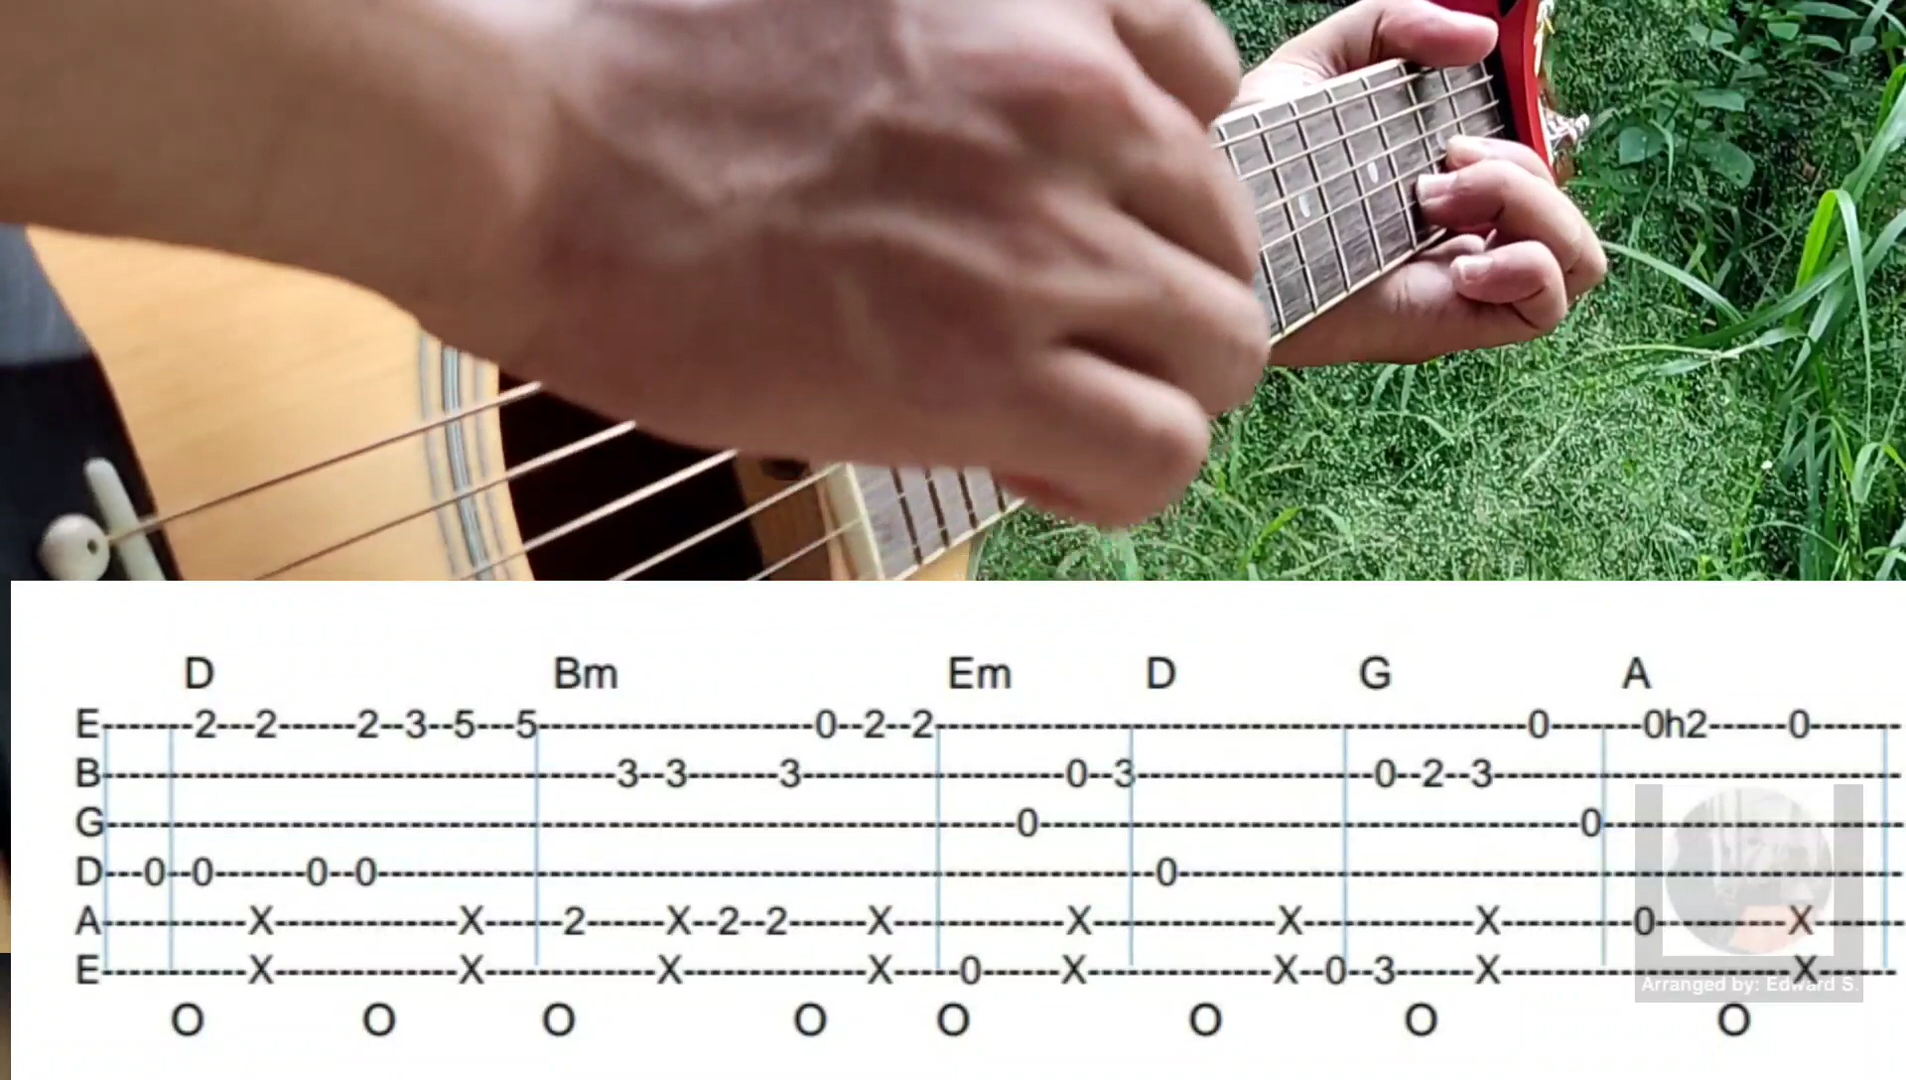 D Bm Em D G A
E-------2---2------2--3--5---5-----------------0--2--2---------------------------------------0-------0h2------0------
B--------------------------3--3------3---------------0--3---------------0--2--3--------------------------
G-------------------------------------------------0-----------------------------0------------------
D---0--0-------0--0--------------------------------------0--------------------------------------
A---------X-----------X-----2------X--2--2-----X----------X-----------X----------X--------0--------X------
E---------X-----------X-----------X-----------X----0------X-----------X--0--3------X------------------X-----
Arranged by: Edward S.
O O O O O O O O